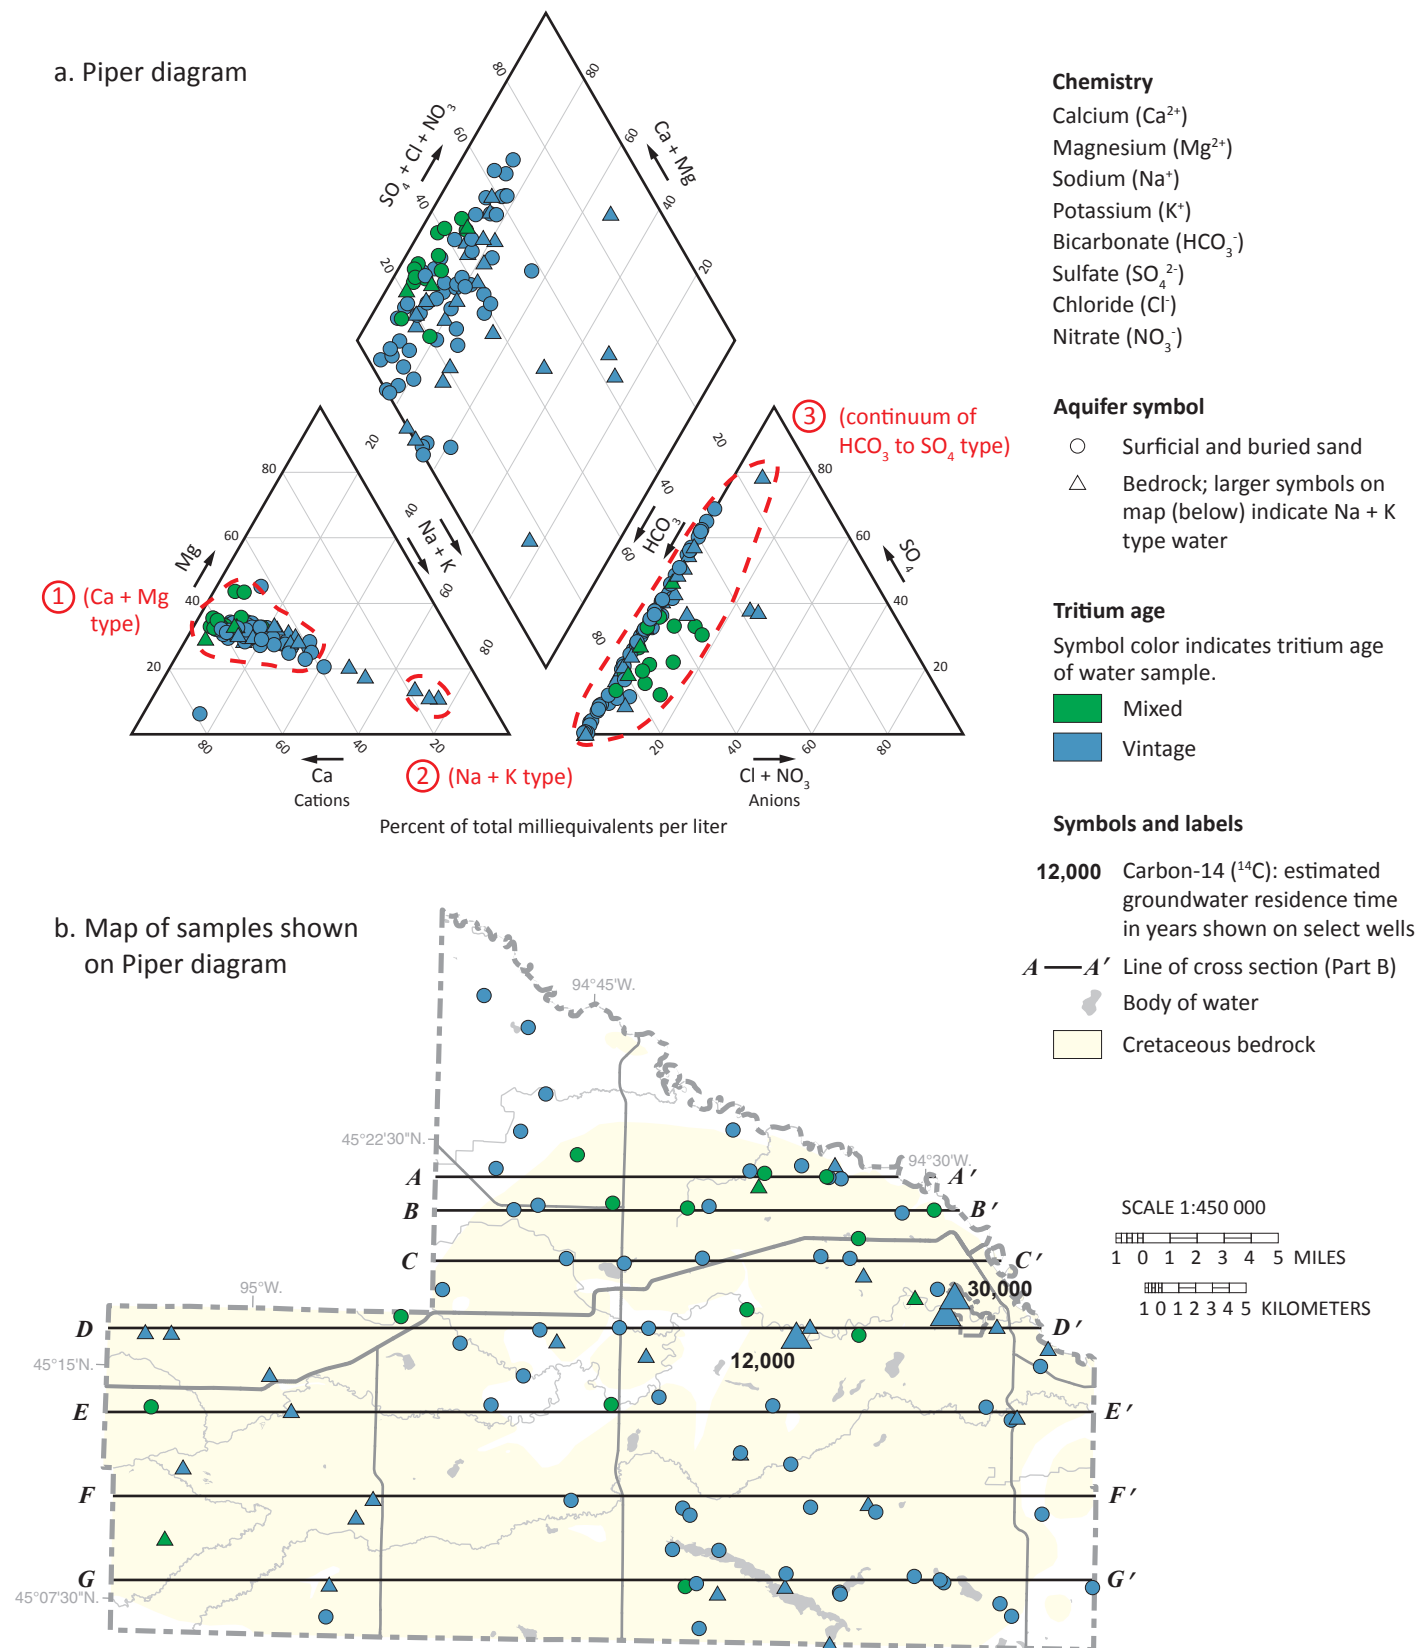 a. Piper diagram
80
80
SO4 + Cl + NO3
60
60
Ca + Mg
40
40
20
20
20
Na + K
40
60
80
HCO3
20
40
60
80
Mg
80
60
40
20
80
60
40
20
Ca
Cations
SO4
80
60
40
20
20
40
60
80
Cl + NO3
Anions
1 (Ca + Mg
type)
2 (Na + K type)
3 (continuum of
HCO3 to SO4 type)
Percent of total milliequivalents per liter
Chemistry
Calcium (Ca2+)
Magnesium (Mg2+)
Sodium (Na+)
Potassium (K+)
Bicarbonate (HCO3-)
Sulfate (SO42-)
Chloride (Cl-)
Nitrate (NO3-)
Aquifer symbol
Surficial and buried sand
Bedrock; larger symbols on
map (below) indicate Na + K
type water
Tritium age
Symbol color indicates tritium age
of water sample.
Mixed
Vintage
Symbols and labels
12,000 Carbon-14 (14C): estimated
groundwater residence time
in years shown on select wells
A — A′ Line of cross section (Part B)
Body of water
Cretaceous bedrock
b. Map of samples shown
on Piper diagram
94°45'W.
45°22'30"N.
94°30'W.
A A′
B B′
C C′
95°W.
30,000
D D′
45°15'N.
12,000
E E′
F F′
G G′
45°07'30"N.
SCALE 1:450 000
1 0 1 2 3 4 5 MILES
1 0 1 2 3 4 5 KILOMETERS